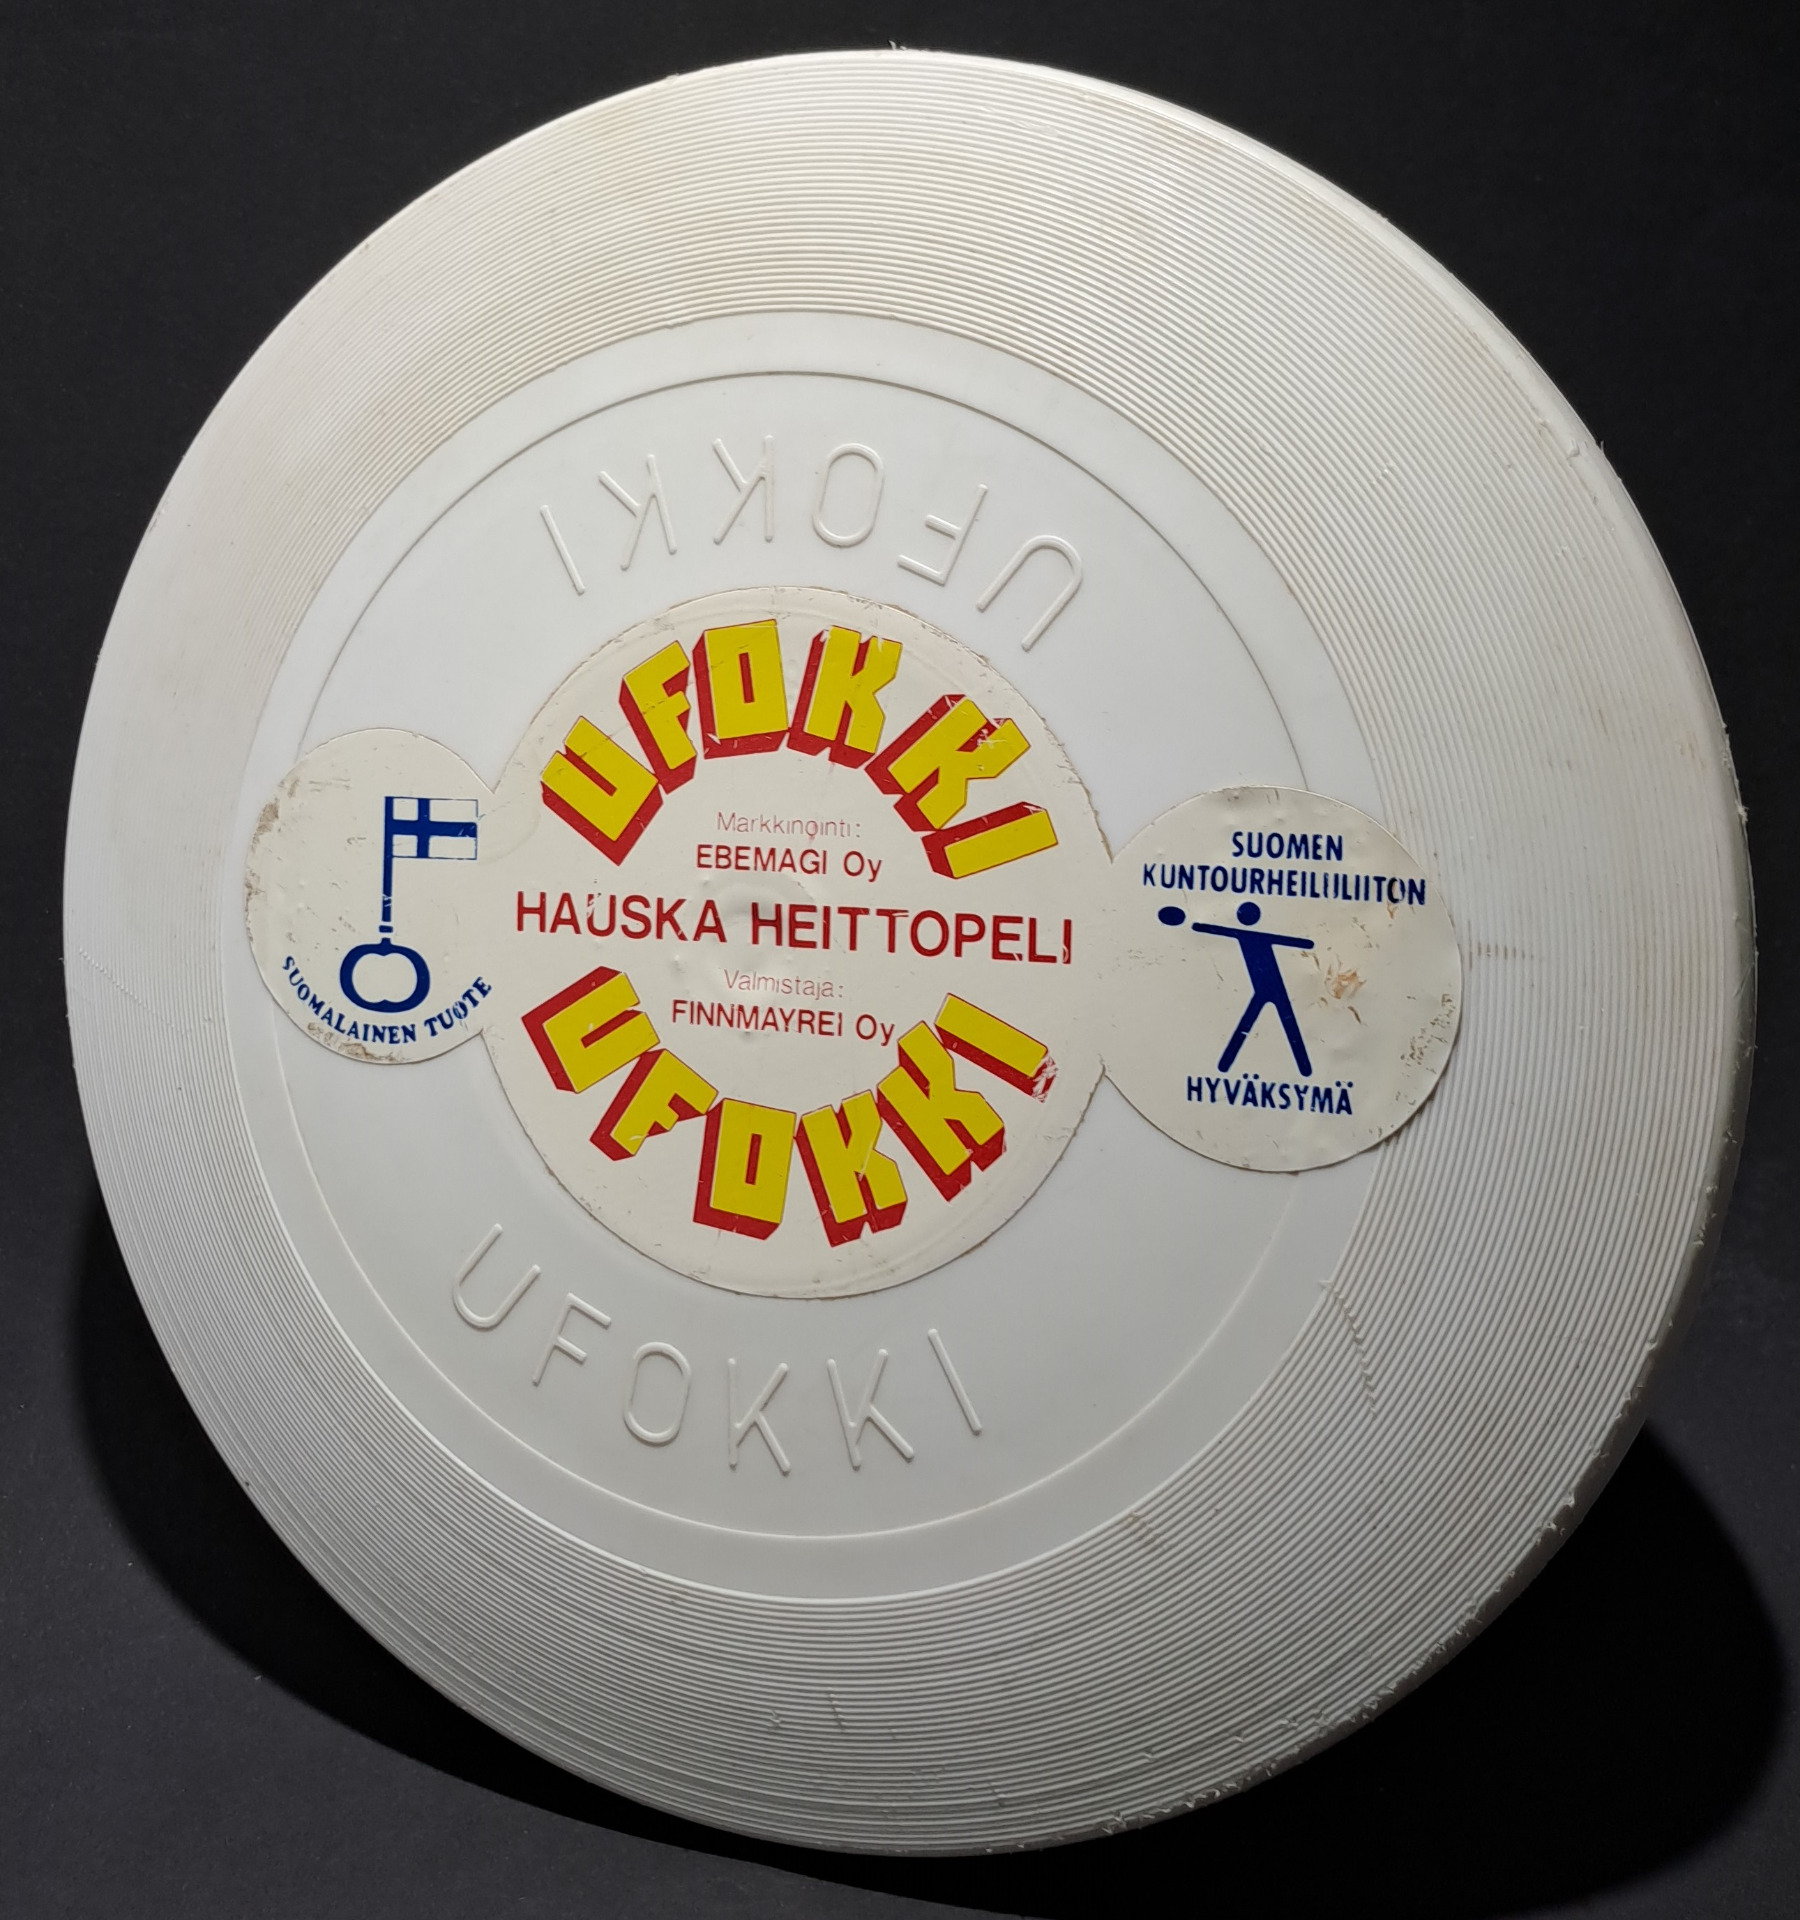 UFOKKI
UFOKKI
Markkinointi:
EBEMAGI Oy
HAUSKA HEITTOPELI
Valmistaja:
FINNMAYREI Oy
UFOKKI
SUOMALAINEN TUOTE
SUOMEN
KUNTOURHEILULIITON
HYVÄKSYMÄ
UFOKKI